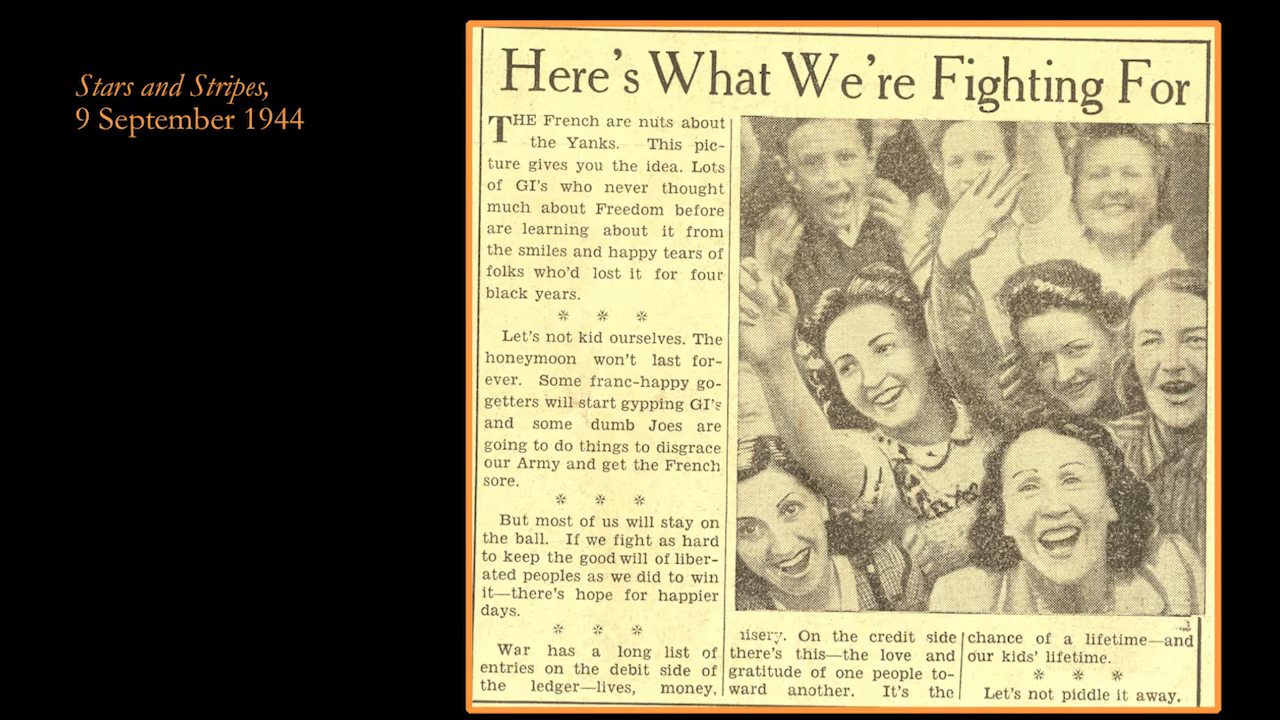 Stars and Stripes,
9 September 1944
Here's What We're Fighting For
THE French are nuts about
the Yanks. This pic-
ture gives you the idea. Lots
of GI's who never thought
much about Freedom before
are learning about it from
the smiles and happy tears of
folks who'd lost it for four
black years.
* * *
Let's not kid ourselves. The
honeymoon won't last for-
ever. Some franc-happy go-
getters will start gypping GI's
and some dumb Joes are
going to do things to disgrace
our Army and get the French
sore.
* * *
But most of us will stay on
the ball. If we fight as hard
to keep the good will of liber-
ated peoples as we did to win
it—there's hope for happier
days.
* * *
War has a long list of
entries on the debit side of
the ledger—lives, money,
isery. On the credit side
there's this—the love and
gratitude of one people to-
ward another. It's the
chance of a lifetime—and
our kids' lifetime.
* * *
Let's not piddle it away.